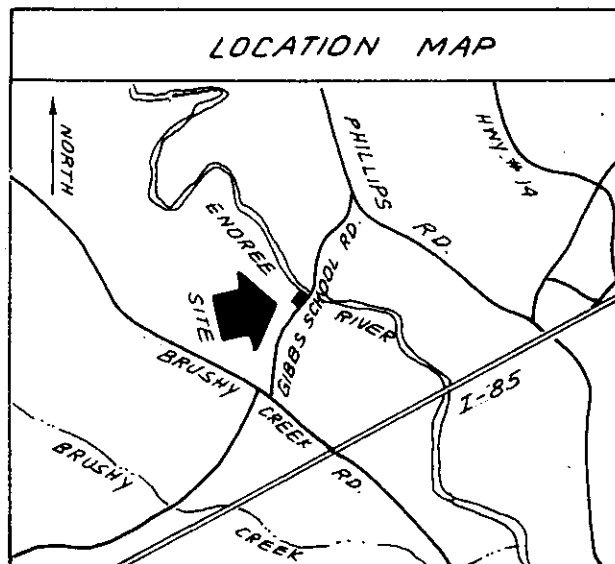 LOCATION MAP
NORTH
PHILLIPS RD.
HWY. # 14
ENOREE RIVER
GIBBS SCHOOL RD.
SITE
BRUSHY CREEK RD.
I-85
BRUSHY CREEK